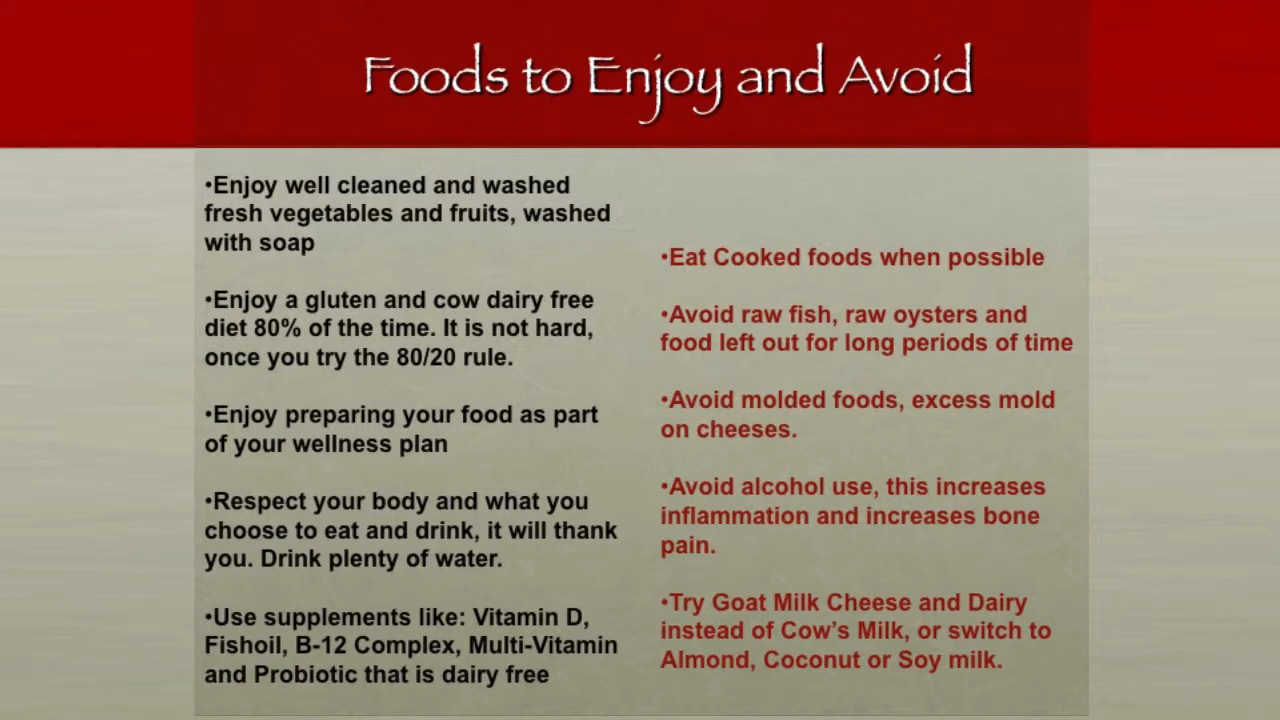 Foods to Enjoy and Avoid
•Enjoy well cleaned and washed
fresh vegetables and fruits, washed
with soap
•Enjoy a gluten and cow dairy free
diet 80% of the time. It is not hard,
once you try the 80/20 rule.
•Enjoy preparing your food as part
of your wellness plan
•Respect your body and what you
choose to eat and drink, it will thank
you. Drink plenty of water.
•Use supplements like: Vitamin D,
Fishoil, B-12 Complex, Multi-Vitamin
and Probiotic that is dairy free
•Eat Cooked foods when possible
•Avoid raw fish, raw oysters and
food left out for long periods of time
•Avoid molded foods, excess mold
on cheeses.
•Avoid alcohol use, this increases
inflammation and increases bone
pain.
•Try Goat Milk Cheese and Dairy
instead of Cow’s Milk, or switch to
Almond, Coconut or Soy milk.